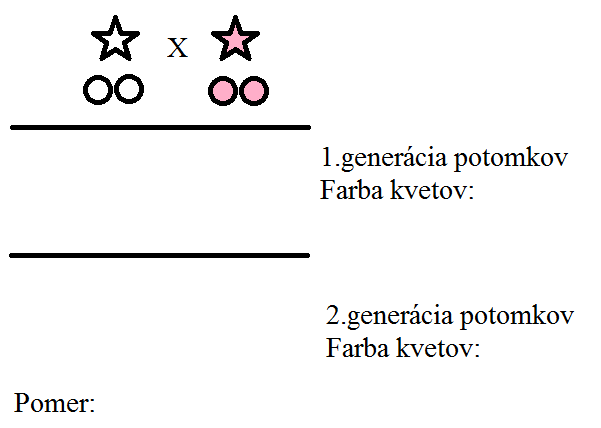 X
1.generácia potomkov
Farba kvetov:
2.generácia potomkov
Farba kvetov:
Pomer: